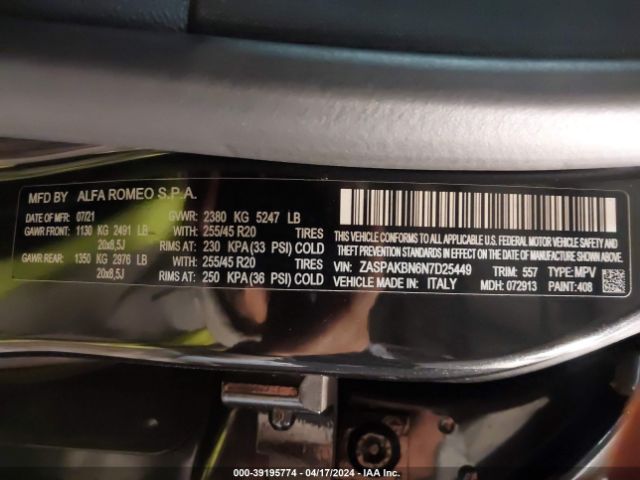 MFD BY ALFA ROMEO S.P.A.
DATE OF MFR: 07/21 GVWR: 2380 KG 5247 LB
GAWR FRONT: 1130 KG 2491 LB WITH: 255/45 R20 TIRES
20x8,5J RIMS AT: 230 KPA(33 PSI) COLD
GAWR REAR: 1350 KG 2976 LB WITH: 255/45 R20 TIRES
20x8,5J RIMS AT: 250 KPA(36 PSI) COLD
THIS VEHICLE CONFORMS TO ALL APPLICABLE
U.S. FEDERAL MOTOR VEHICLE SAFETY
AND THEFT PREVENTION STANDARDS IN EFFECT ON THE DATE
OF MANUFACTURE SHOWN ABOVE.
VIN: ZASPAKBN6N7D25449 TRIM: 557 TYPE: MPV
VEHICLE MADE IN: ITALY MDH: 072913 PAINT: 408
000-39195774 - 04/17/2024 - IAA Inc.